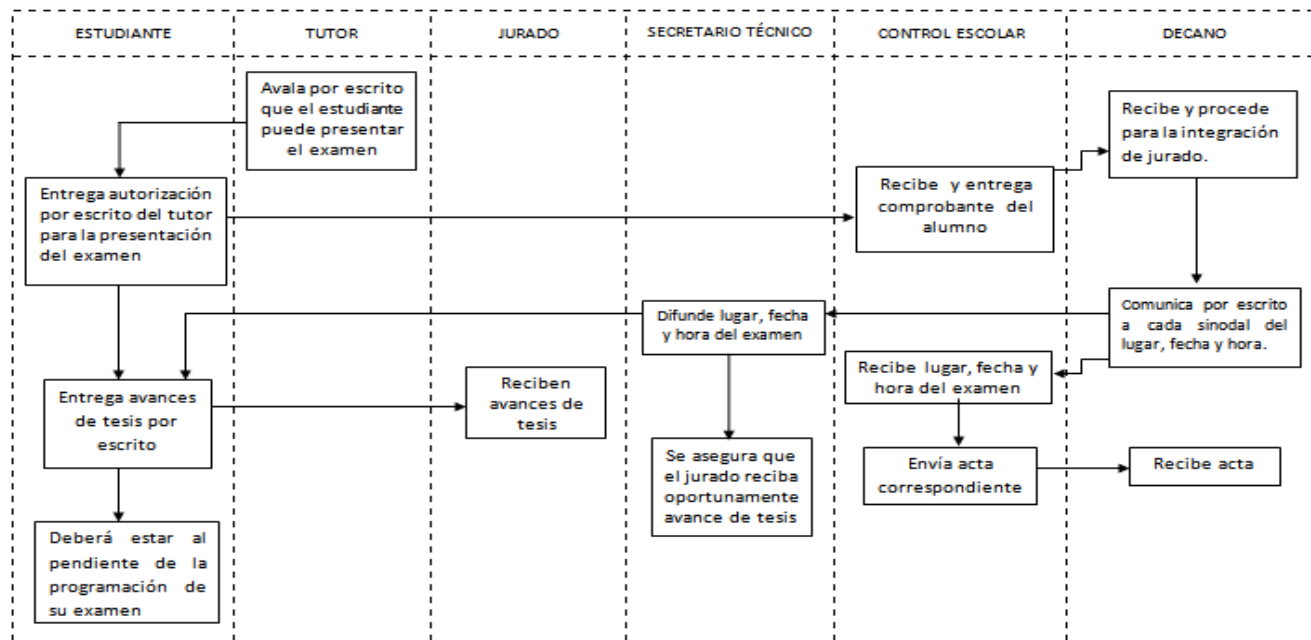 ESTUDIANTE
TUTOR
JURADO
SECRETARIO TÉCNICO
CONTROL ESCOLAR
DECANO
Avala por escrito
que el estudiante
puede presentar
el examen
Entrega autorización
por escrito del tutor
para la presentación
del examen
Recibe y entrega
comprobante del
alumno
Recibe y procede
para la integración
de jurado.
Comunica por escrito
a cada sinodal del
lugar, fecha y hora.
Difunde lugar, fecha
y hora del examen
Recibe lugar, fecha y
hora del examen
Entrega avances
de tesis por
escrito
Reciben
avances de
tesis
Se asegura que
el jurado reciba
oportunamente
avance de tesis
Envía acta
correspondiente
Recibe acta
Deberá estar al
pendiente de la
programación de
su examen